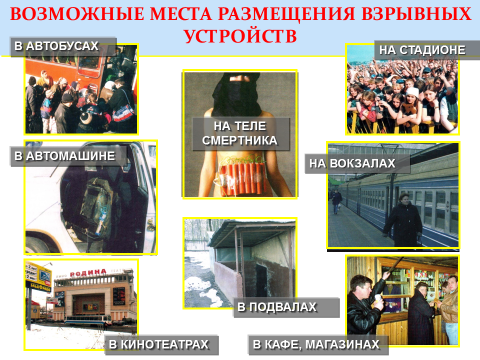 ВОЗМОЖНЫЕ МЕСТА РАЗМЕЩЕНИЯ ВЗРЫВНЫХ
УСТРОЙСТВ
В АВТОБУСАХ
НА СТАДИОНЕ
НА ТЕЛЕ
СМЕРТНИКА
В АВТОМАШИНЕ
НА ВОКЗАЛАХ
РОДИНА
В ПОДВАЛАХ
В КИНОТЕАТРАХ
В КАФЕ, МАГАЗИНАХ